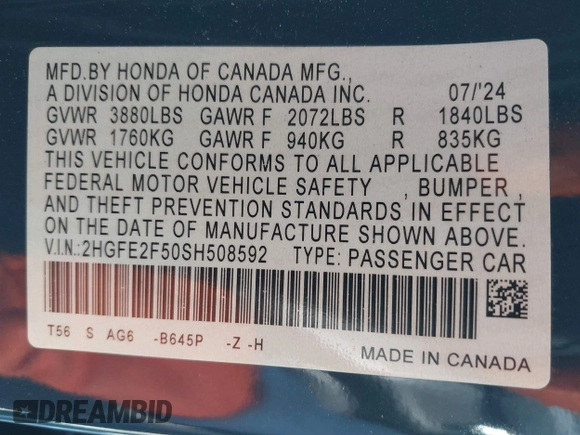 MFD.BY HONDA OF CANADA MFG.,
A DIVISION OF HONDA CANADA INC. 07/'24
GVWR 3880LBS GAWR F 2072LBS R 1840LBS
GVWR 1760KG GAWR F 940KG R 835KG
THIS VEHICLE CONFORMS TO ALL APPLICABLE
FEDERAL MOTOR VEHICLE SAFETY , BUMPER ,
AND THEFT PREVENTION STANDARDS IN EFFECT
ON THE DATE OF MANUFACTURE SHOWN ABOVE.
V.I.N.:2HGFE2F50SH508592 TYPE: PASSENGER CAR
T56 S AG6 -B645P -Z -H
MADE IN CANADA
DREAMBID